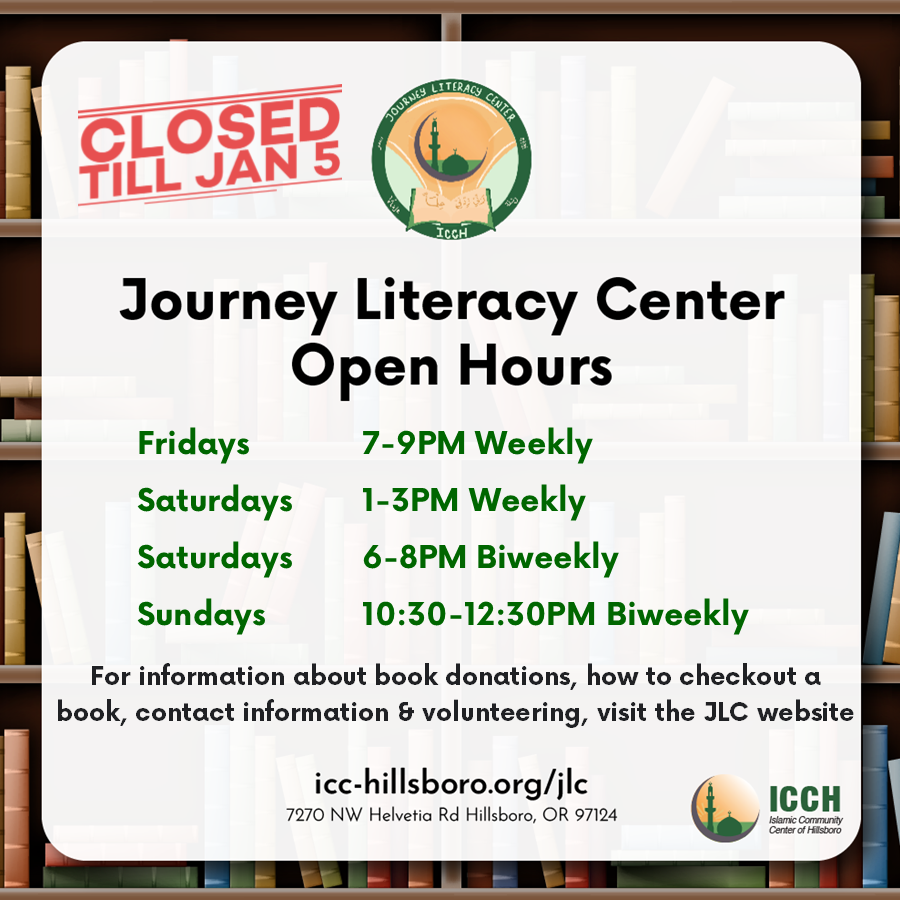 CLOSED
TILL JAN 5
JOURNEY LITERACY CENTER
ICCH
Journey Literacy Center
Open Hours
Fridays 7-9PM Weekly
Saturdays 1-3PM Weekly
Saturdays 6-8PM Biweekly
Sundays 10:30-12:30PM Biweekly
For information about book donations, how to checkout a
book, contact information & volunteering, visit the JLC website
icc-hillsboro.org/jlc
7270 NW Helvetia Rd Hillsboro, OR 97124
ICCH
Islamic Community
Center of Hillsboro